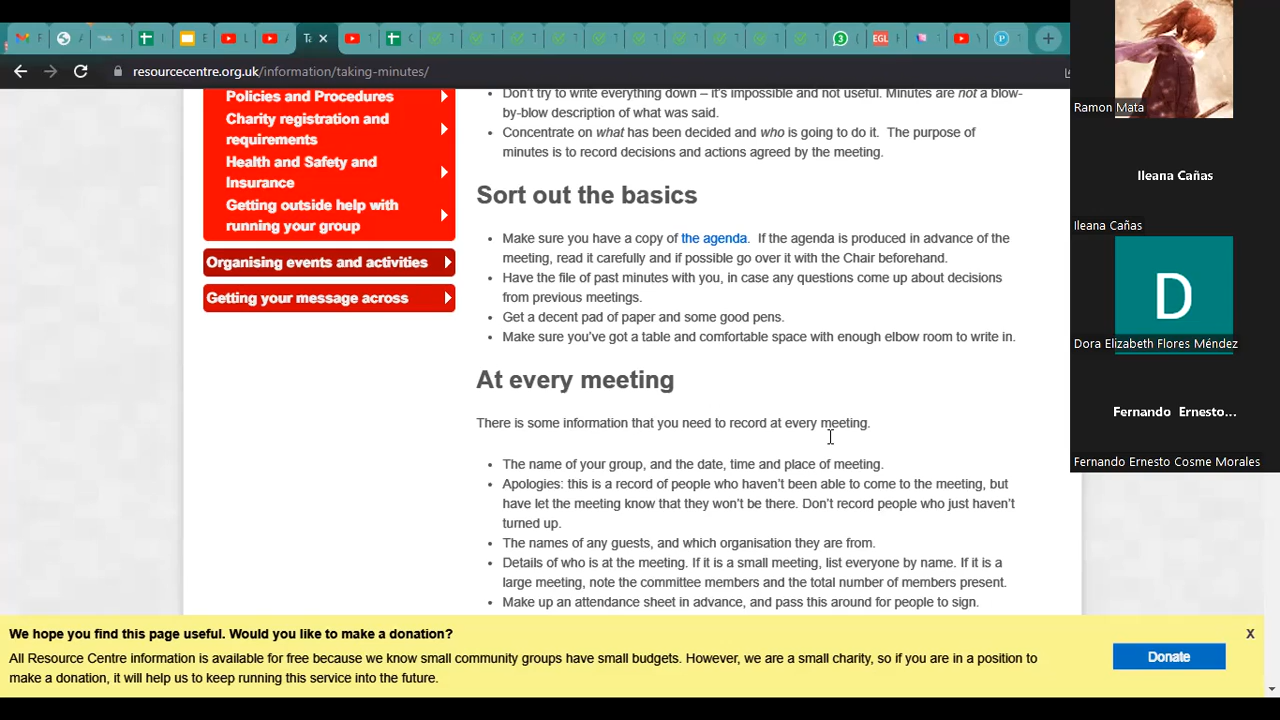 resourcecentre.org.uk/information/taking-minutes/
Policies and Procedures
Charity registration and
requirements
Health and Safety and
Insurance
Getting outside help with
running your group
Organising events and activities
Getting your message across
Don't try to write everything down – it's impossible and not useful. Minutes are not a blow-
by-blow description of what was said.
Concentrate on what has been decided and who is going to do it. The purpose of
minutes is to record decisions and actions agreed by the meeting.
Sort out the basics
Make sure you have a copy of the agenda. If the agenda is produced in advance of the
meeting, read it carefully and if possible go over it with the Chair beforehand.
Have the file of past minutes with you, in case any questions come up about decisions
from previous meetings.
Get a decent pad of paper and some good pens.
Make sure you've got a table and comfortable space with enough elbow room to write in.
At every meeting
There is some information that you need to record at every meeting.
The name of your group, and the date, time and place of meeting.
Apologies: this is a record of people who haven't been able to come to the meeting, but
have let the meeting know that they won't be there. Don't record people who just haven't
turned up.
The names of any guests, and which organisation they are from.
Details of who is at the meeting. If it is a small meeting, list everyone by name. If it is a
large meeting, note the committee members and the total number of members present.
Make up an attendance sheet in advance, and pass this around for people to sign.
We hope you find this page useful. Would you like to make a donation?
X
All Resource Centre information is available for free because we know small community groups have small budgets. However, we are a small charity, so if you are in a position to
make a donation, it will help us to keep running this service into the future.
Donate
Ramon Mata
Ileana Cañas
Ileana Cañas
D
Dora Elizabeth Flores Méndez
Fernando Ernesto...
Fernando Ernesto Cosme Morales